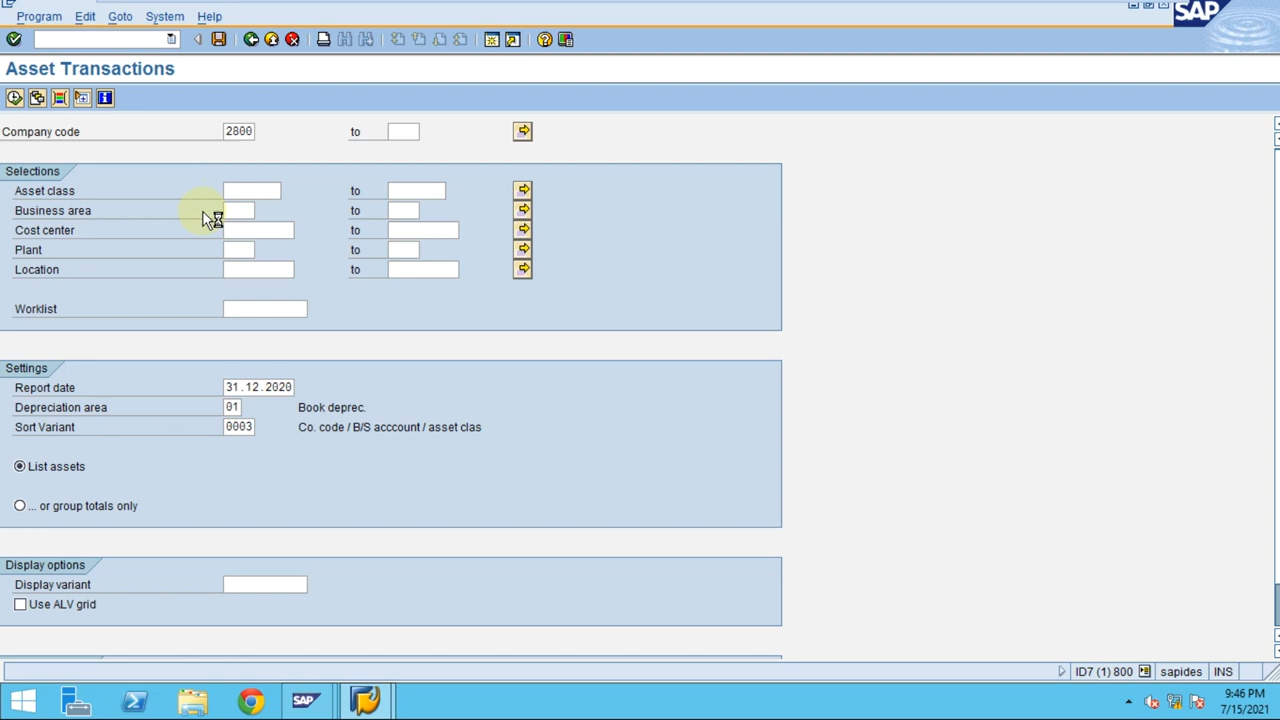 Program Edit Goto System Help
SAP
Asset Transactions
Company code 2800 to
Selections
Asset class to
Business area to
Cost center to
Plant to
Location to
Worklist
Settings
Report date 31.12.2020
Depreciation area 01 Book deprec.
Sort Variant 0003 Co. code / B/S acccount / asset clas
List assets
... or group totals only
Display options
Display variant
Use ALV grid
ID7 (1) 800 sapides INS
SAP
9:46 PM
7/15/2021